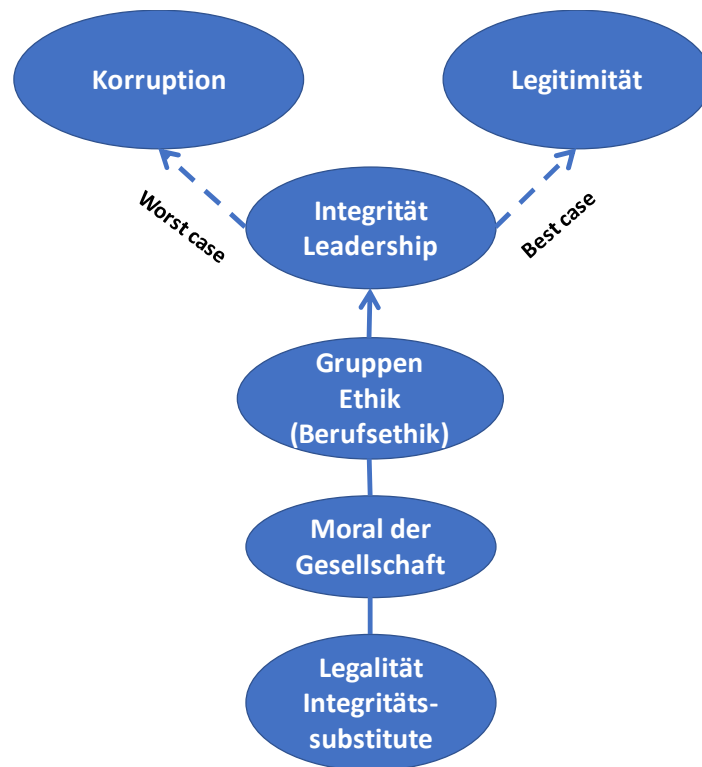 Korruption
Legitimität
Worst case
Best case
Integrität
Leadership
Gruppen
Ethik
(Berufsethik)
Moral der
Gesellschaft
Legalität
Integritäts-
substitute